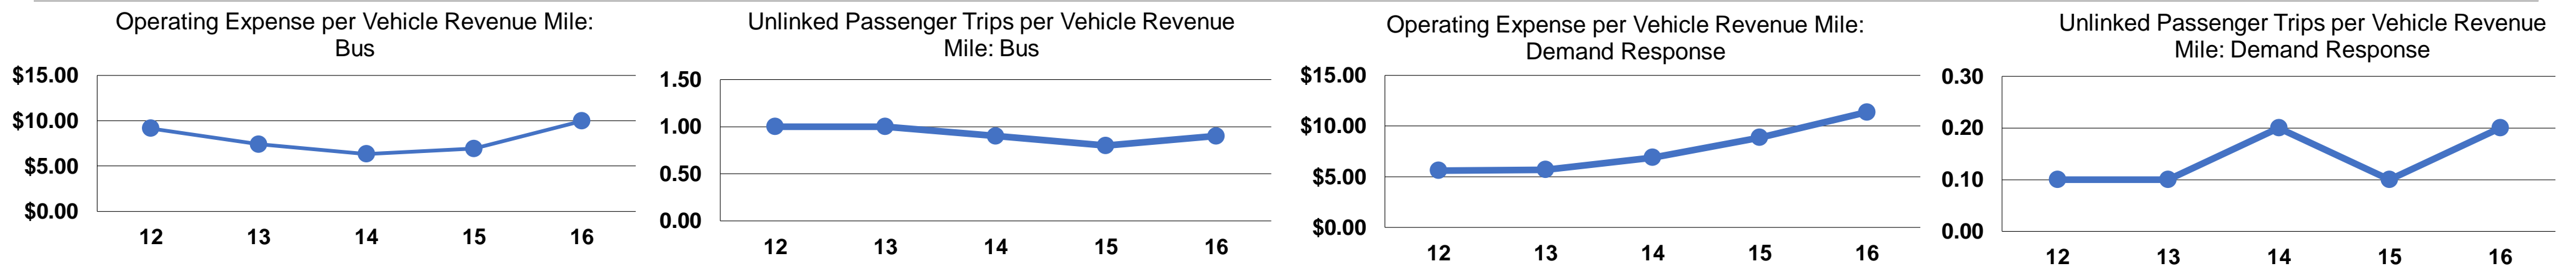 Operating Expense per Vehicle Revenue Mile:
Bus
$15.00
$10.00
$5.00
$0.00
12 13 14 15 16
Unlinked Passenger Trips per Vehicle Revenue
Mile: Bus
1.50
1.00
0.50
0.00
12 13 14 15 16
Operating Expense per Vehicle Revenue Mile:
Demand Response
$15.00
$10.00
$5.00
$0.00
12 13 14 15 16
Unlinked Passenger Trips per Vehicle Revenue
Mile: Demand Response
0.30
0.20
0.10
0.00
12 13 14 15 16